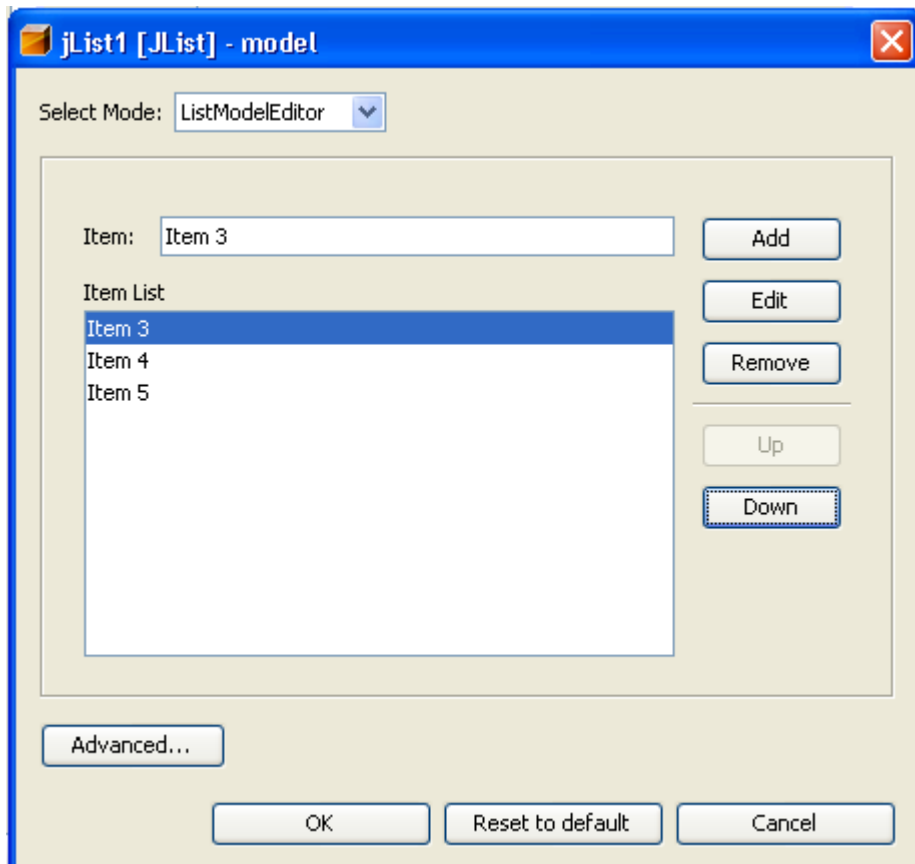 jList1 [JList] - model
Select Mode: ListModelEditor
Item: Item 3
Add
Item List
Edit
Item 3
Item 4
Remove
Item 5
Up
Down
Advanced...
OK Reset to default Cancel